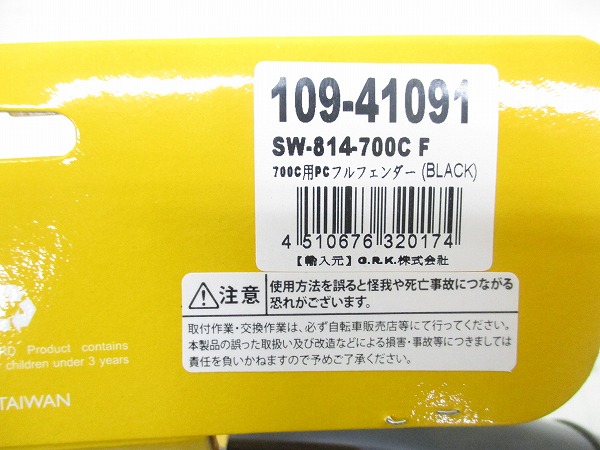 109-41091
SW-814-700C F
700C用PCフルフェンダー(BLACK)
4 510676 320174
【輸入元】G.R.K.株式会社
注意
使用方法を誤ると怪我や死亡事故につながる
恐れがございます。
取付作業・交換作業は、必ず自転車販売店等にて行ってください。
本製品の誤った取扱い及び改造などによる損害・事故等につきましては
責任を負いかねますので予めご了承ください。
Product contains
children under 3 years
TAIWAN